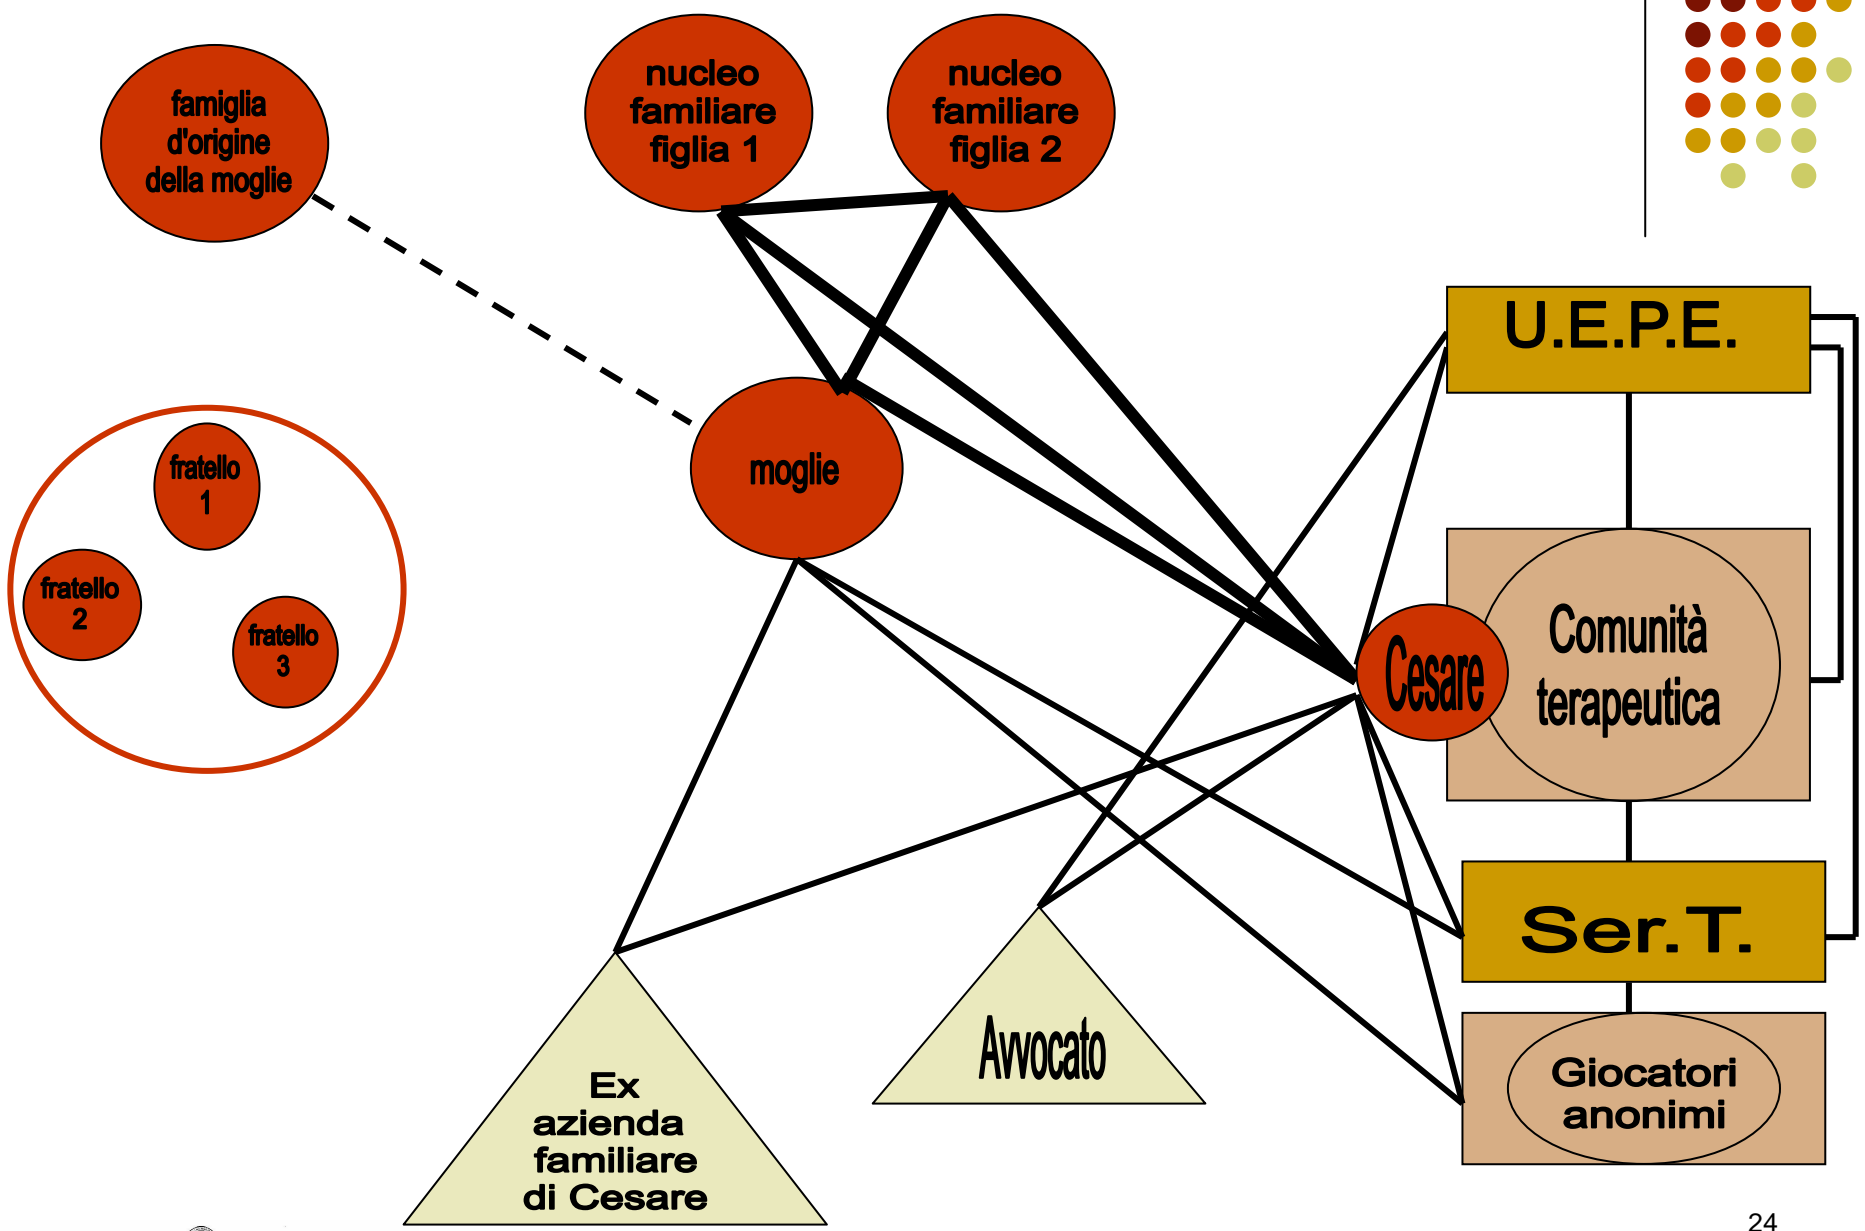 nucleo
familiare
figlia 1
nucleo
familiare
figlia 2
famiglia
d'origine
della moglie
U.E.P.E.
fratello
1
fratello
2
fratello
3
moglie
Cesare
Comunità
terapeutica
Ser.T.
Avvocato
Giocatori
anonimi
Ex
azienda
familiare
di Cesare
24